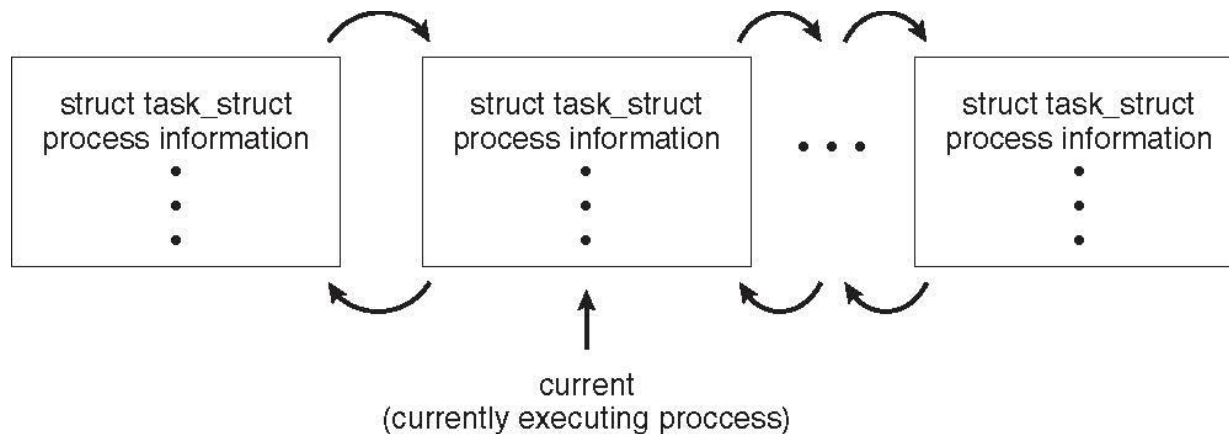 struct task_struct
process information
struct task_struct
process information
struct task_struct
process information
current
(currently executing proccess)